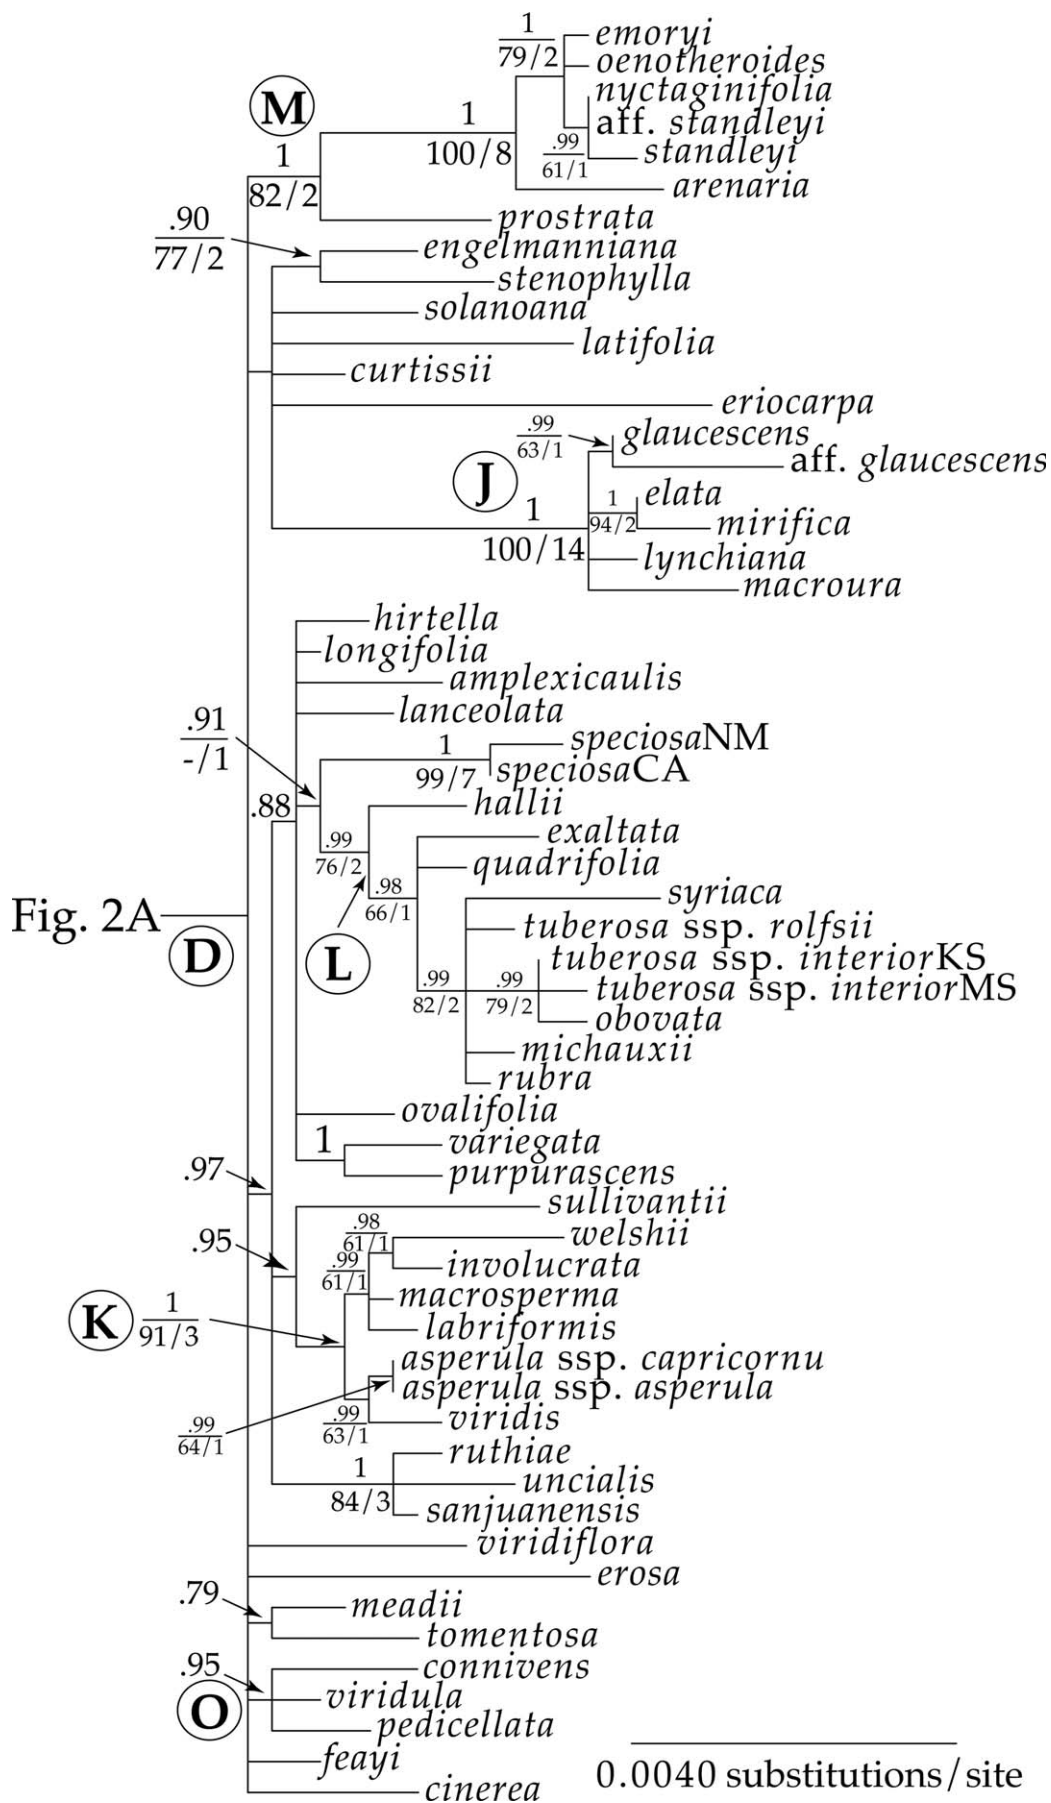 1
79/2
emoryi
oenotheroides
nyctaginifolia
aff. standleyi
.99
61/1
standleyi
arenaria
M
1
100/8
1
82/2
prostrata
.90
77/2
engelmanniana
stenophylla
solanoana
latifolia
curtissii
eriocarpa
.99
63/1
glaucescens
aff. glaucescens
J
1
100/14
1
94/2
elata
mirifica
lynchiana
macroura
hirtella
longifolia
amplexicaulis
lanceolata
.91
-/1
1
99/7
speciosaNM
speciosaCA
.88
hallii
.99
76/2
exaltata
quadrifolia
.98
66/1
L
syriaca
tuberosa ssp. rolfsii
tuberosa ssp. interiorKS
tuberosa ssp. interiorMS
obovata
.99
82/2
.99
79/2
michauxii
rubra
Fig. 2A
D
ovalifolia
1
variegata
purpurascens
.97
sullivantii
.95
.98
61/1
welshii
involucrata
.99
61/1
macrosperma
labriformis
K
1
91/3
asperula ssp. capricornu
asperula ssp. asperula
.99
64/1
.99
63/1
viridis
ruthiae
1
84/3
uncialis
sanjuanensis
viridiflora
erosa
.79
meadii
tomentosa
.95
O
connivens
viridula
pedicellata
feayi
cinerea
0.0040 substitutions/site